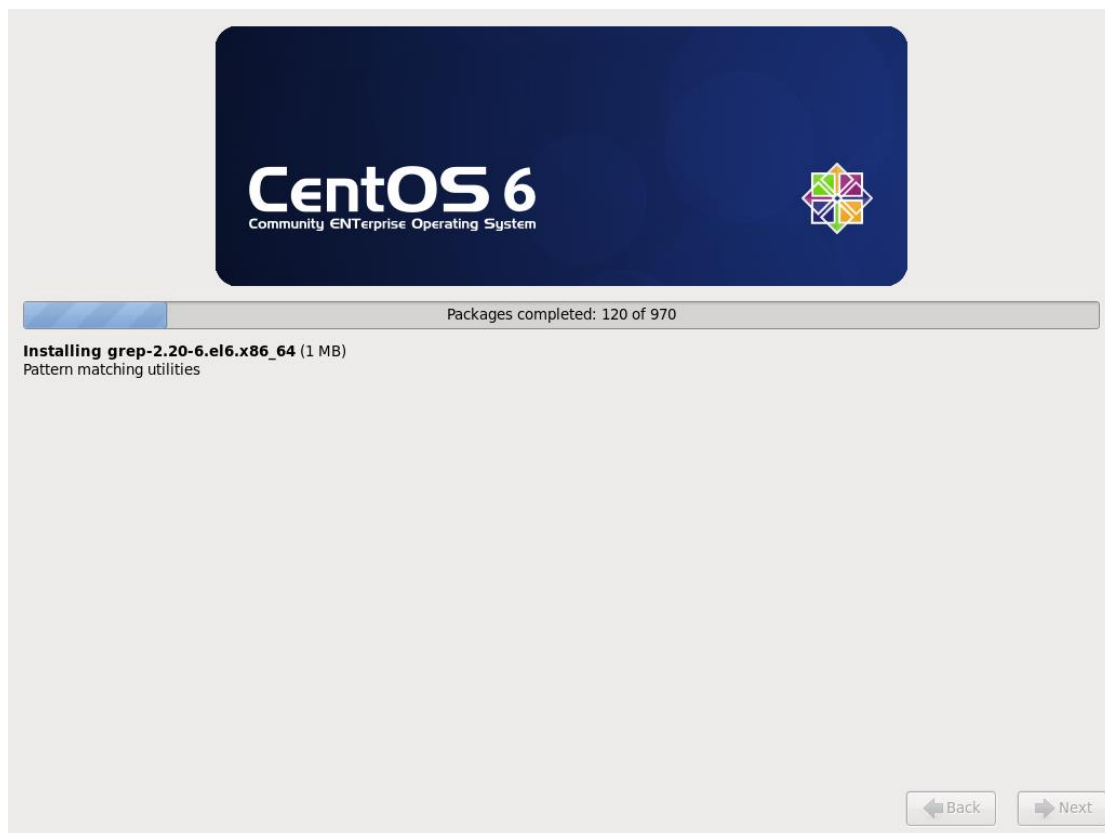 CentOS 6
Community ENTerprise Operating System
Packages completed: 120 of 970
Installing grep-2.20-6.el6.x86_64 (1 MB)
Pattern matching utilities
Back
Next